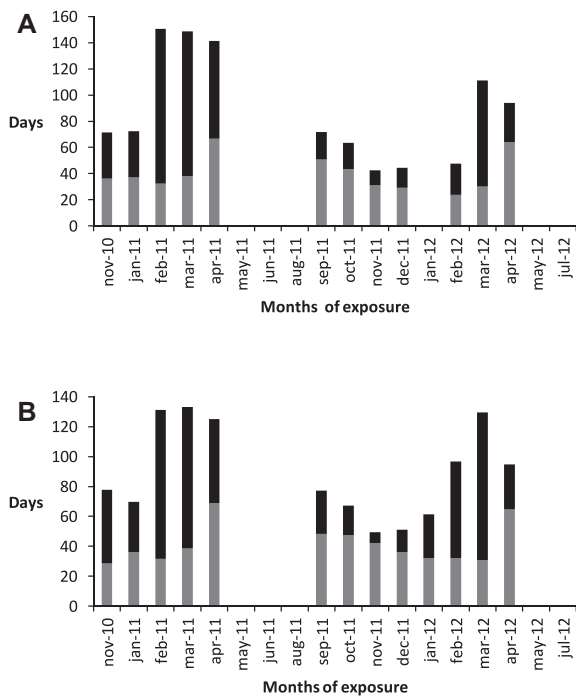 A
160
140
120
100
80
60
40
20
0
Days
nov-10
jan-11
feb-11
mar-11
apr-11
may-11
jun-11
aug-11
sep-11
oct-11
nov-11
dec-11
jan-12
feb-12
mar-12
apr-12
may-12
jul-12
Months of exposure
B
140
120
100
80
60
40
20
0
Days
nov-10
jan-11
feb-11
mar-11
apr-11
may-11
jun-11
aug-11
sep-11
oct-11
nov-11
dec-11
jan-12
feb-12
mar-12
apr-12
may-12
jul-12
Months of exposure